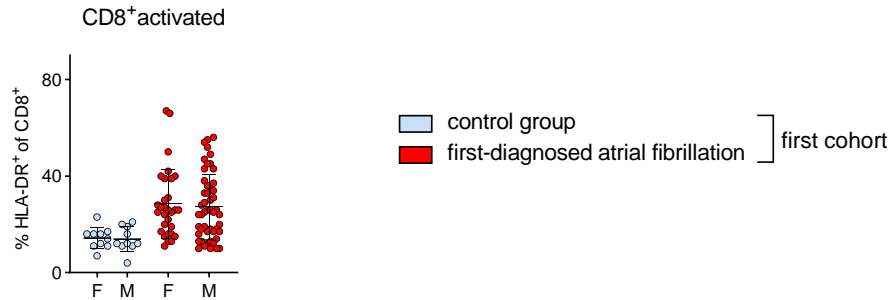 CD8⁺activated
% HLA-DR⁺ of CD8⁺
80
40
0
F M F M
control group
first-diagnosed atrial fibrillation
first cohort